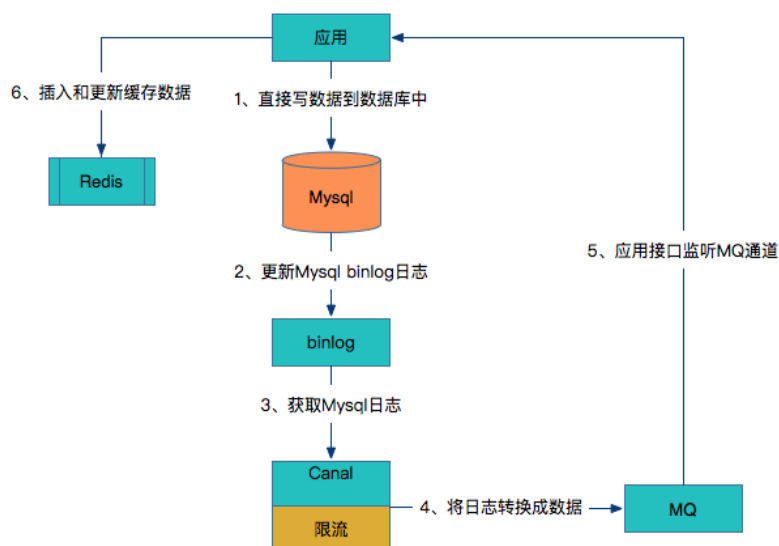 应用
6、插入和更新缓存数据
1、直接写数据到数据库中
Redis
Mysql
5、应用接口监听MQ通道
2、更新Mysql binlog日志
binlog
3、获取Mysql日志
Canal
4、将日志转换成数据
MQ
限流